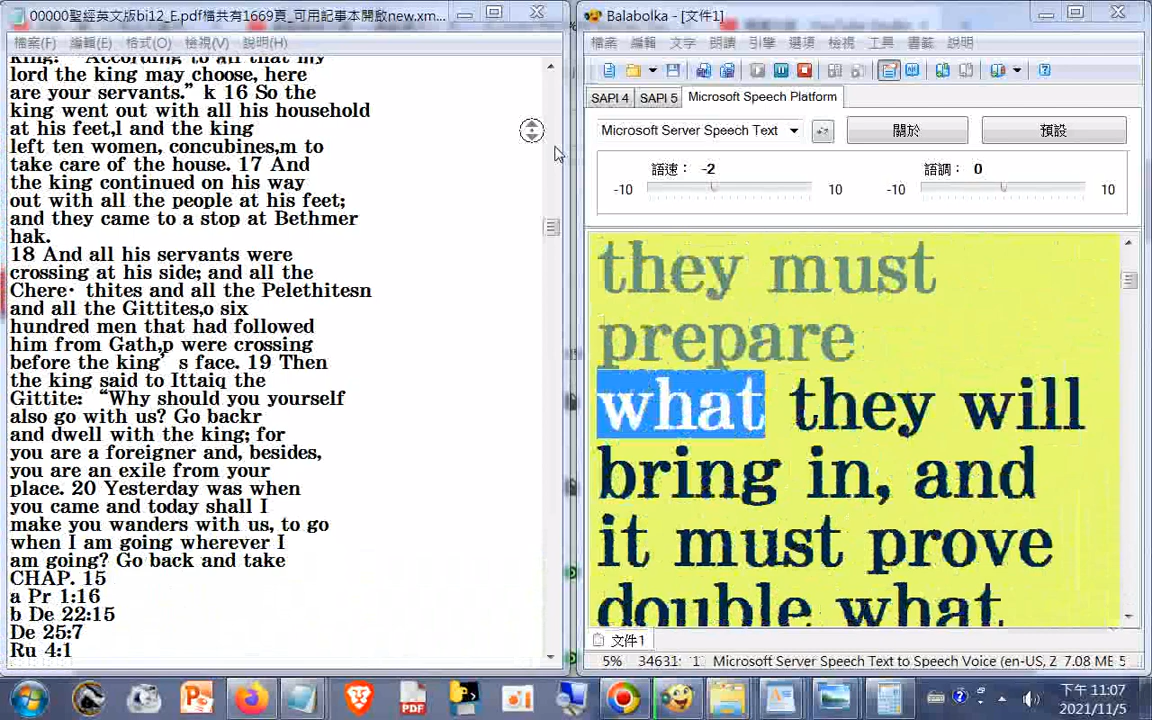 00000聖經英文版bi12_E.pdf檔共有1669頁_可用記事本開啟new.xm...
檔案(F) 編輯(E) 格式(O) 檢視(V) 說明(H)
king: “According to all that my
lord the king may choose, here
are your servants.” k 16 So the
king went out with all his household
at his feet,l and the king
left ten women, concubines,m to
take care of the house. 17 And
the king continued on his way
out with all the people at his feet;
and they came to a stop at Bethmer
hak.
18 And all his servants were
crossing at his side; and all the
Chere· thites and all the Pelethitesn
and all the Gittites,o six
hundred men that had followed
him from Gath,p were crossing
before the king’s face. 19 Then
the king said to Ittaiq the
Gittite: “Why should you yourself
also go with us? Go backr
and dwell with the king; for
you are a foreigner and, besides,
you are an exile from your
place. 20 Yesterday was when
you came and today shall I
make you wanders with us, to go
when I am going wherever I
am going? Go back and take
CHAP. 15
a Pr 1:16
b De 22:15
De 25:7
Ru 4:1
Balabolka - [文件1]
檔案 編輯 文字 朗讀 引擎 選項 檢視 工具 書籤 說明
SAPI 4 SAPI 5 Microsoft Speech Platform
Microsoft Server Speech Text 關於 預設
語速: -2 語調: 0
-10 10 -10 10
they must
prepare
what they will
bring in, and
it must prove
double what
文件1
5% 34631: 1 Microsoft Server Speech Text to Speech Voice (en-US, Z 7.08 MB 5
下午 11:07
2021/11/5